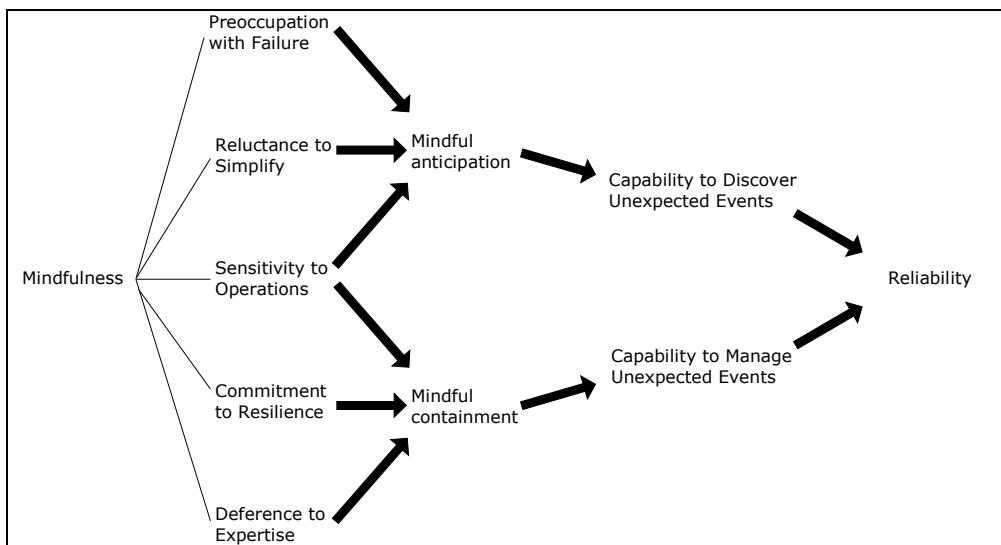 Preoccupation
with Failure
Reluctance to
Simplify
Mindful
anticipation
Capability to Discover
Unexpected Events
Mindfulness
Sensitivity to
Operations
Reliability
Capability to Manage
Unexpected Events
Commitment
to Resilience
Mindful
containment
Deference to
Expertise